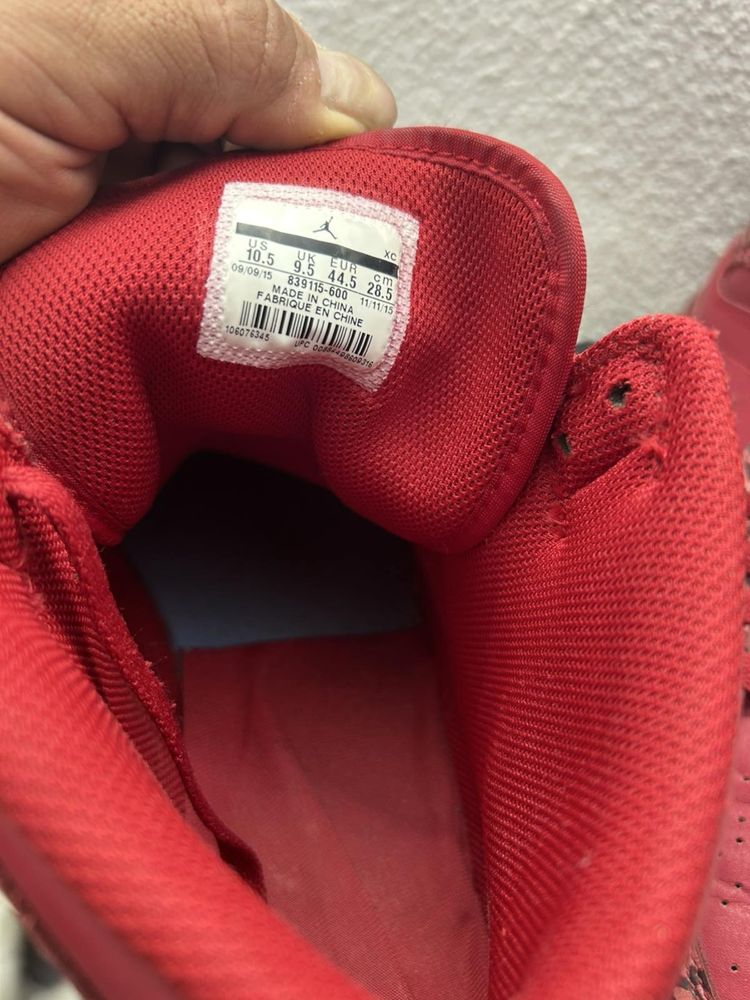 XC
US UK EUR cm
10.5 9.5 44.5 28.5
09/09/15 839115-600 11/11/15
MADE IN CHINA
FABRIQUE EN CHINE
106076345 UPC